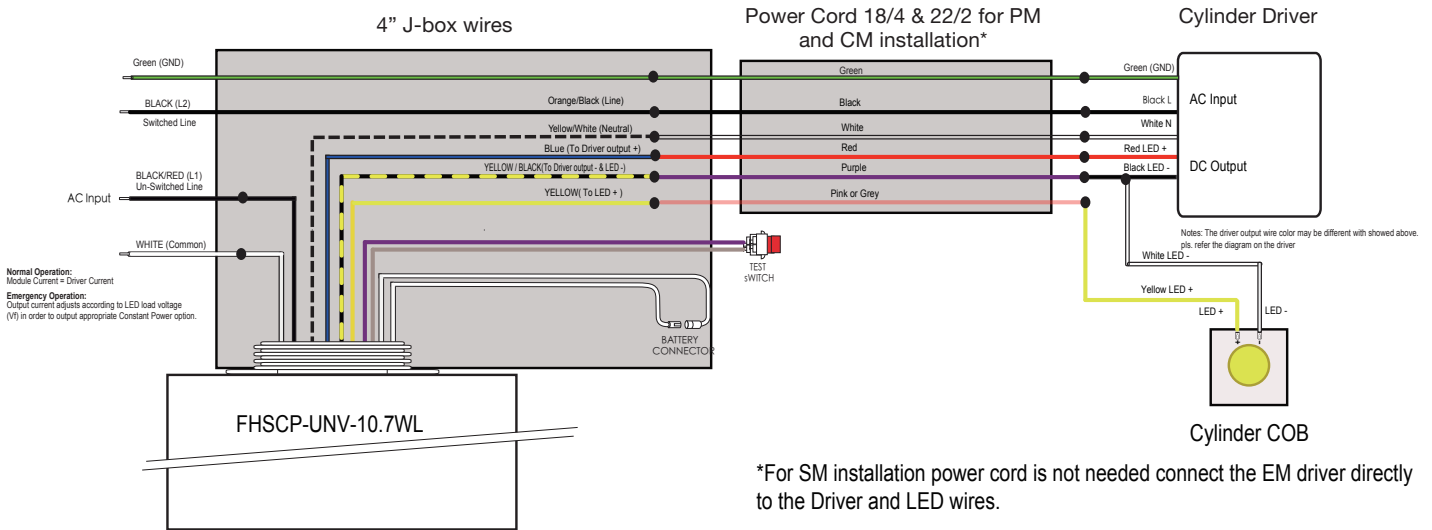 4” J-box wires
Power Cord 18/4 & 22/2 for PM
and CM installation*
Cylinder Driver
Green (GND)
BLACK (L2)
Switched Line
BLACK/RED (L1)
Un-Switched Line
AC Input
WHITE (Common)
Normal Operation:
Module Current = Driver Current
Emergency Operation:
Output current adjusts according to LED load voltage
(Vf) in order to output appropriate Constant Power option.
Orange/Black (Line)
Yellow/White (Neutral)
BLue (To Driver output +)
YELLOW / BLACK(To Driver output - & LED -)
YELLOW( To LED + )
TEST
sWITCH
BATTERY
CONNECTOR
FHSCP-UNV-10.7WL
Green
Black
White
Red
Purple
Pink or Grey
Green (GND)
Black L
White N
Red LED +
Black LED -
AC Input
DC Output
Notes: The driver output wire color may be different with showed above.
pls. refer the diagram on the driver
White LED -
Yellow LED +
LED +
LED -
+
-
Cylinder COB
*For SM installation power cord is not needed connect the EM driver directly
to the Driver and LED wires.